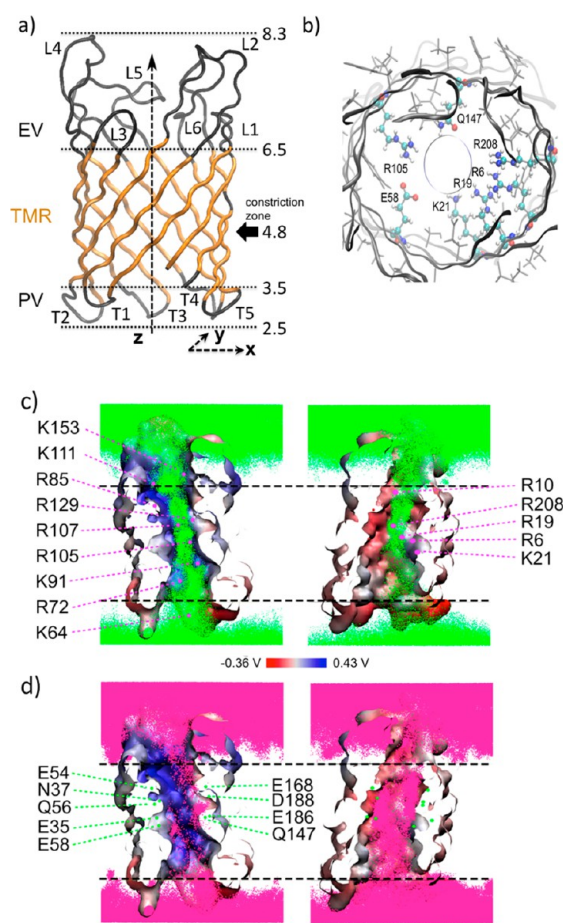 a)
8.3
L4
L2
L5
L3
L6
L1
EV
6.5
TMR
constriction
zone
4.8
3.5
PV
T2
T1
T3
T4
T5
2.5
z
y
x
b)
Q147
R208
R105
R6
R19
E58
K21
c)
K153
K111
R85
R129
R107
R105
K91
R72
K64
R10
R208
R19
R6
K21
-0.36 V
0.43 V
d)
E54
N37
Q56
E35
E58
E168
D188
E186
Q147